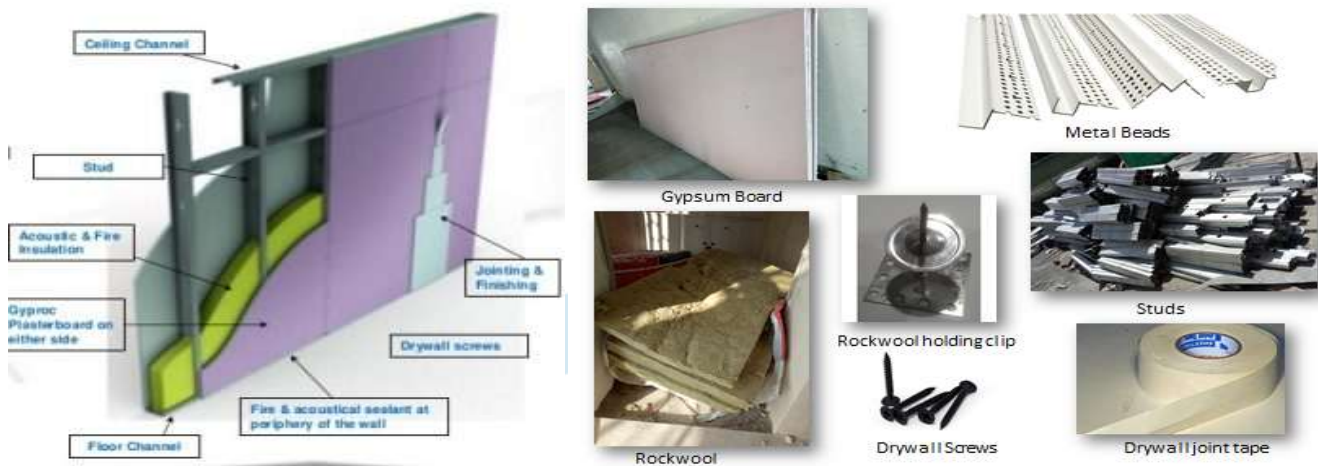 Ceiling Channel
Stud
Acoustic & Fire
Insulation
Gyproc
Plasterboard on
either side
Floor Channel
Fire & acoustical sealant at
periphery of the wall
Drywall screws
Jointing &
Finishing
Gypsum Board
Metal Beads
Rockwool
Rockwool holding clip
Drywall Screws
Studs
Drywall joint tape